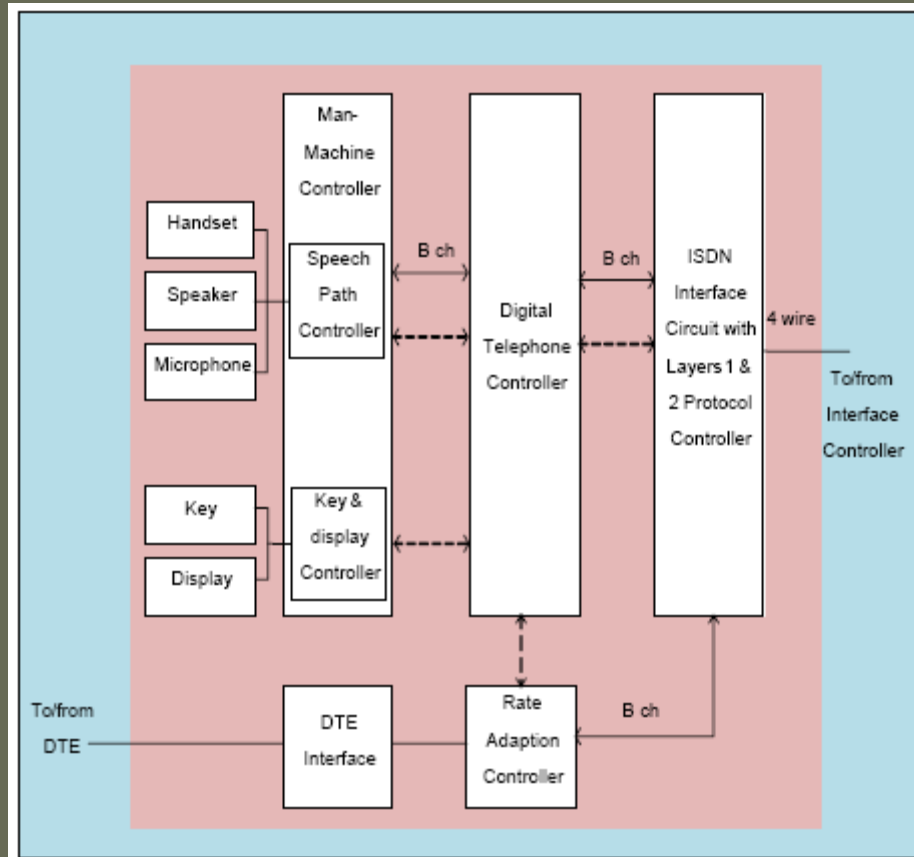 Man-
Machine
Controller
Handset
Speaker
Microphone
Speech
Path
Controller
B ch
Digital
Telephone
Controller
B ch
ISDN
Interface
Circuit with
Layers 1 &
2 Protocol
Controller
4 wire
To/from
Interface
Controller
Key
Display
Key &
display
Controller
To/from
DTE
DTE
Interface
Rate
Adaption
Controller
B ch